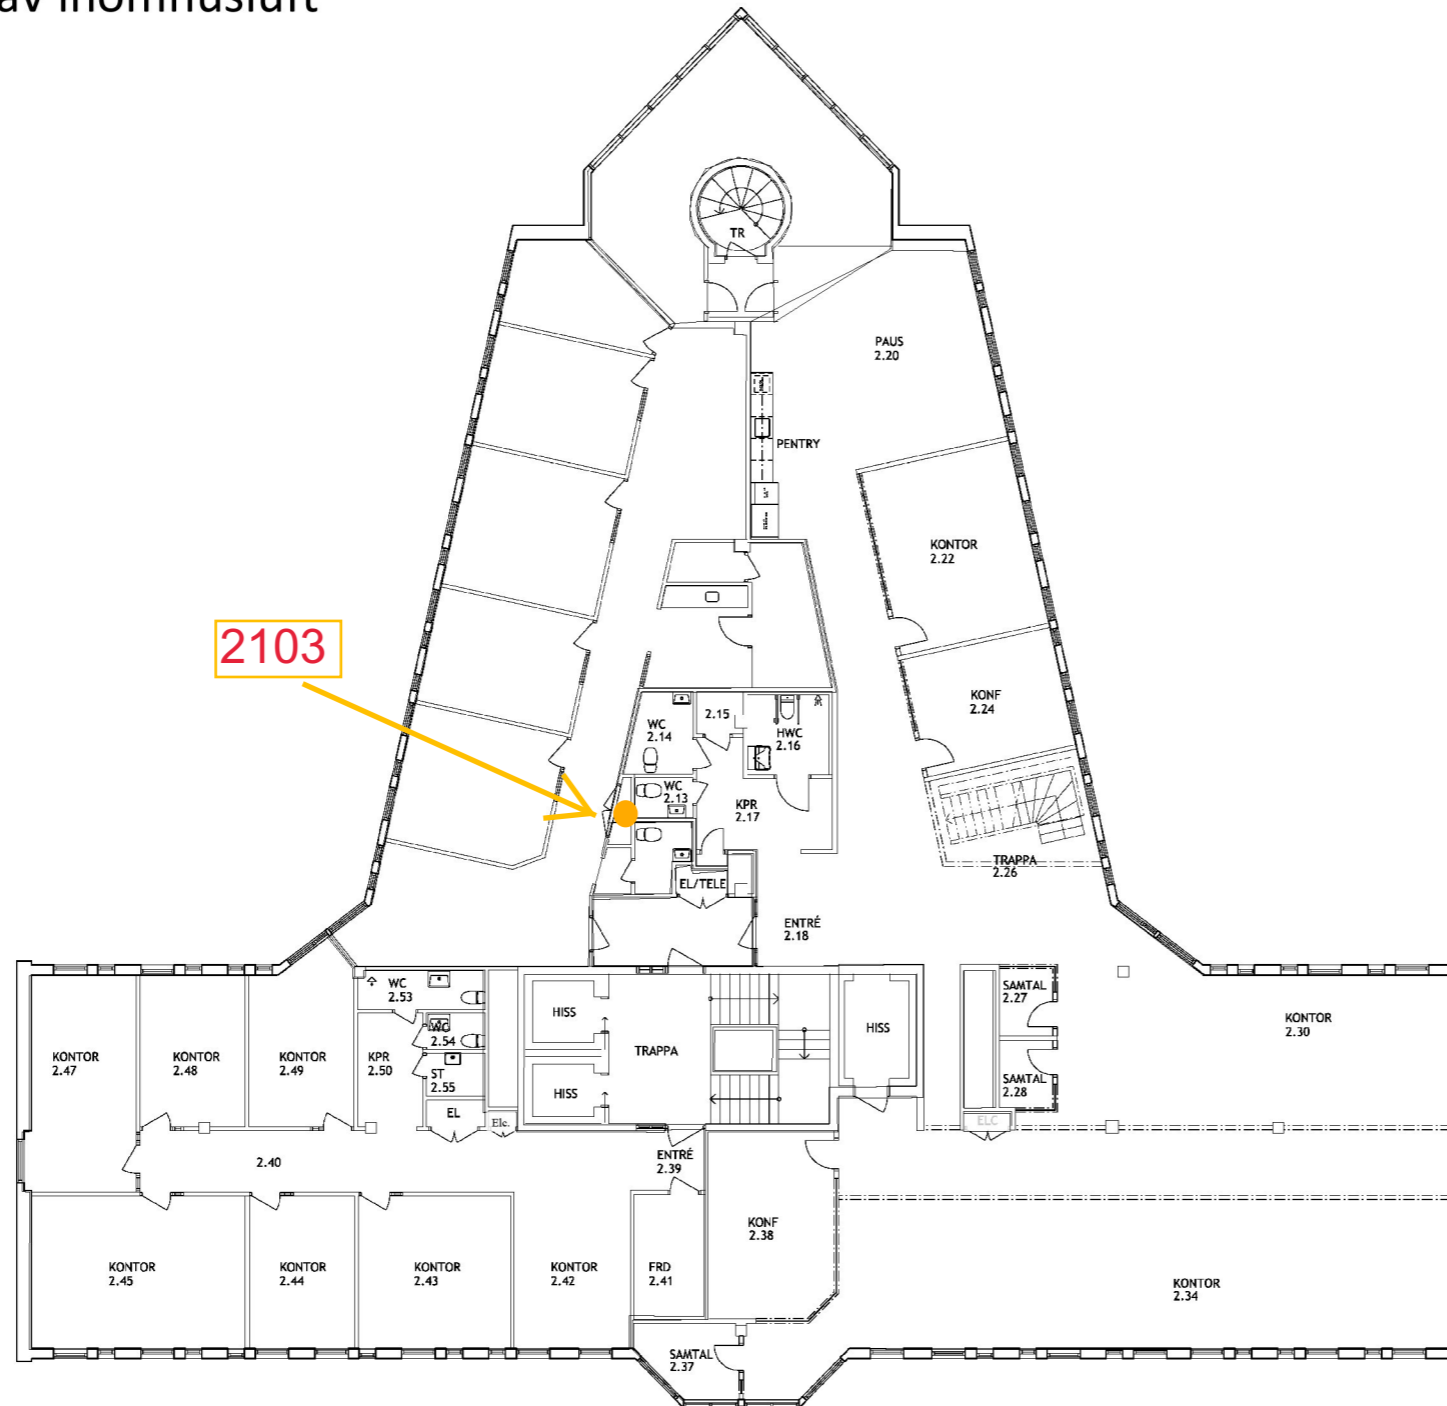 av inomhusluft
TR
PAUS
2.20
PENTRY
KONTOR
2.22
2103
KONF
2.24
WC
2.14
2.15
HWC
2.16
WC
2.13
KPR
2.17
TRAPPA
2.26
EL/TELE
ENTRÉ
2.18
WC
2.53
HISS
HISS
SAMTAL
2.27
KONTOR
2.30
WC
2.54
KONTOR
2.47
KONTOR
2.48
KONTOR
2.49
KPR
2.50
TRAPPA
ST
2.55
SAMTAL
2.28
HISS
EL
Elc.
ELC
2.40
ENTRÉ
2.39
KONF
2.38
KONTOR
2.45
KONTOR
2.44
KONTOR
2.43
KONTOR
2.42
FRD
2.41
KONTOR
2.34
SAMTAL
2.37